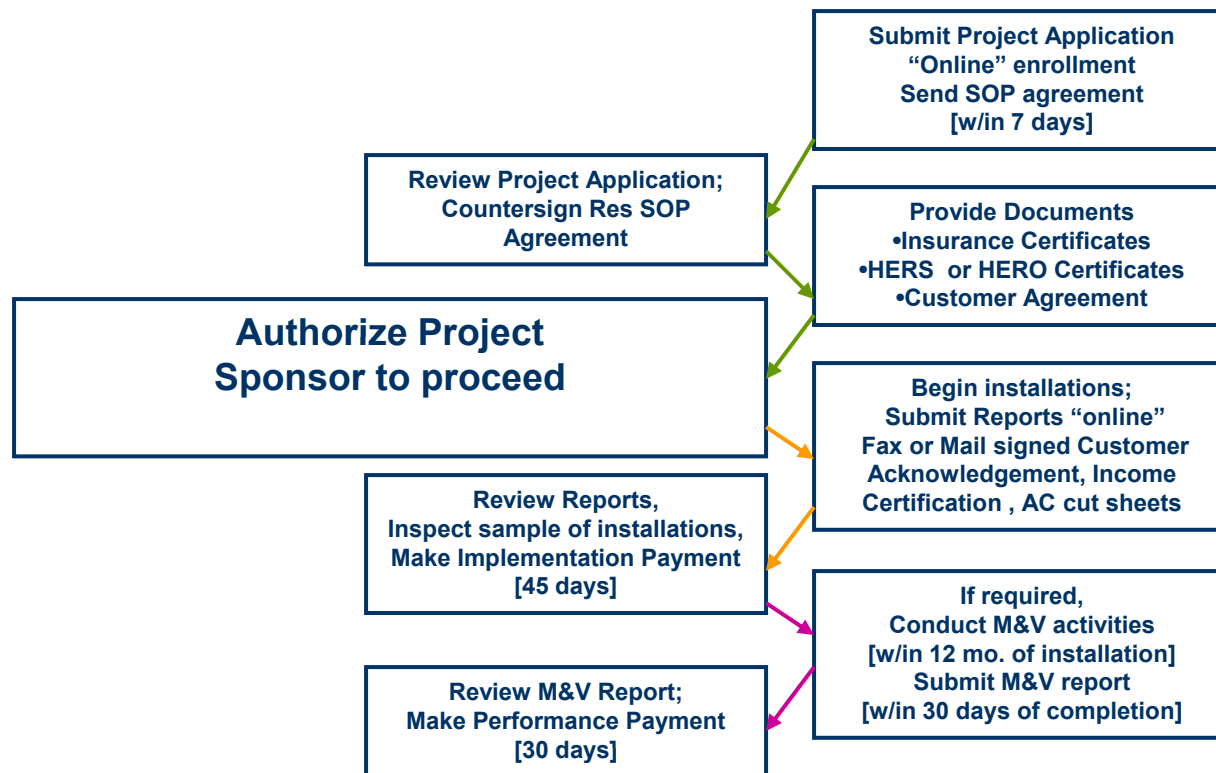 Submit Project Application
“Online” enrollment
Send SOP agreement
[w/in 7 days]
Review Project Application;
Countersign Res SOP
Agreement
Provide Documents
•Insurance Certificates
•HERS or HERO Certificates
•Customer Agreement
Authorize Project
Sponsor to proceed
Begin installations;
Submit Reports “online”
Fax or Mail signed Customer
Acknowledgement, Income
Certification , AC cut sheets
Review Reports,
Inspect sample of installations,
Make Implementation Payment
[45 days]
If required,
Conduct M&V activities
[w/in 12 mo. of installation]
Submit M&V report
[w/in 30 days of completion]
Review M&V Report;
Make Performance Payment
[30 days]